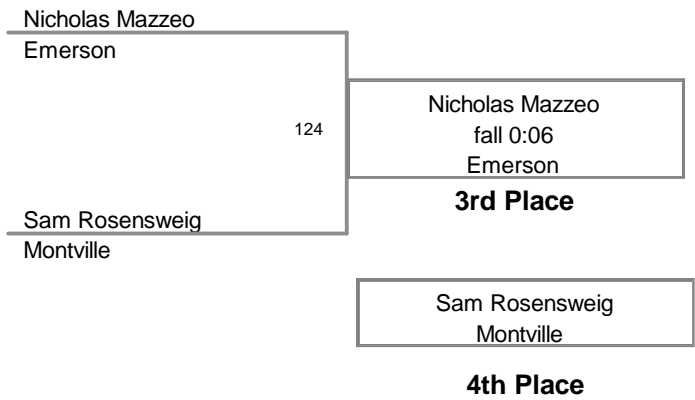 Nicholas Mazzeo
Emerson
124
Nicholas Mazzeo
fall 0:06
Emerson
3rd Place
Sam Rosensweig
Montville
Sam Rosensweig
Montville
4th Place